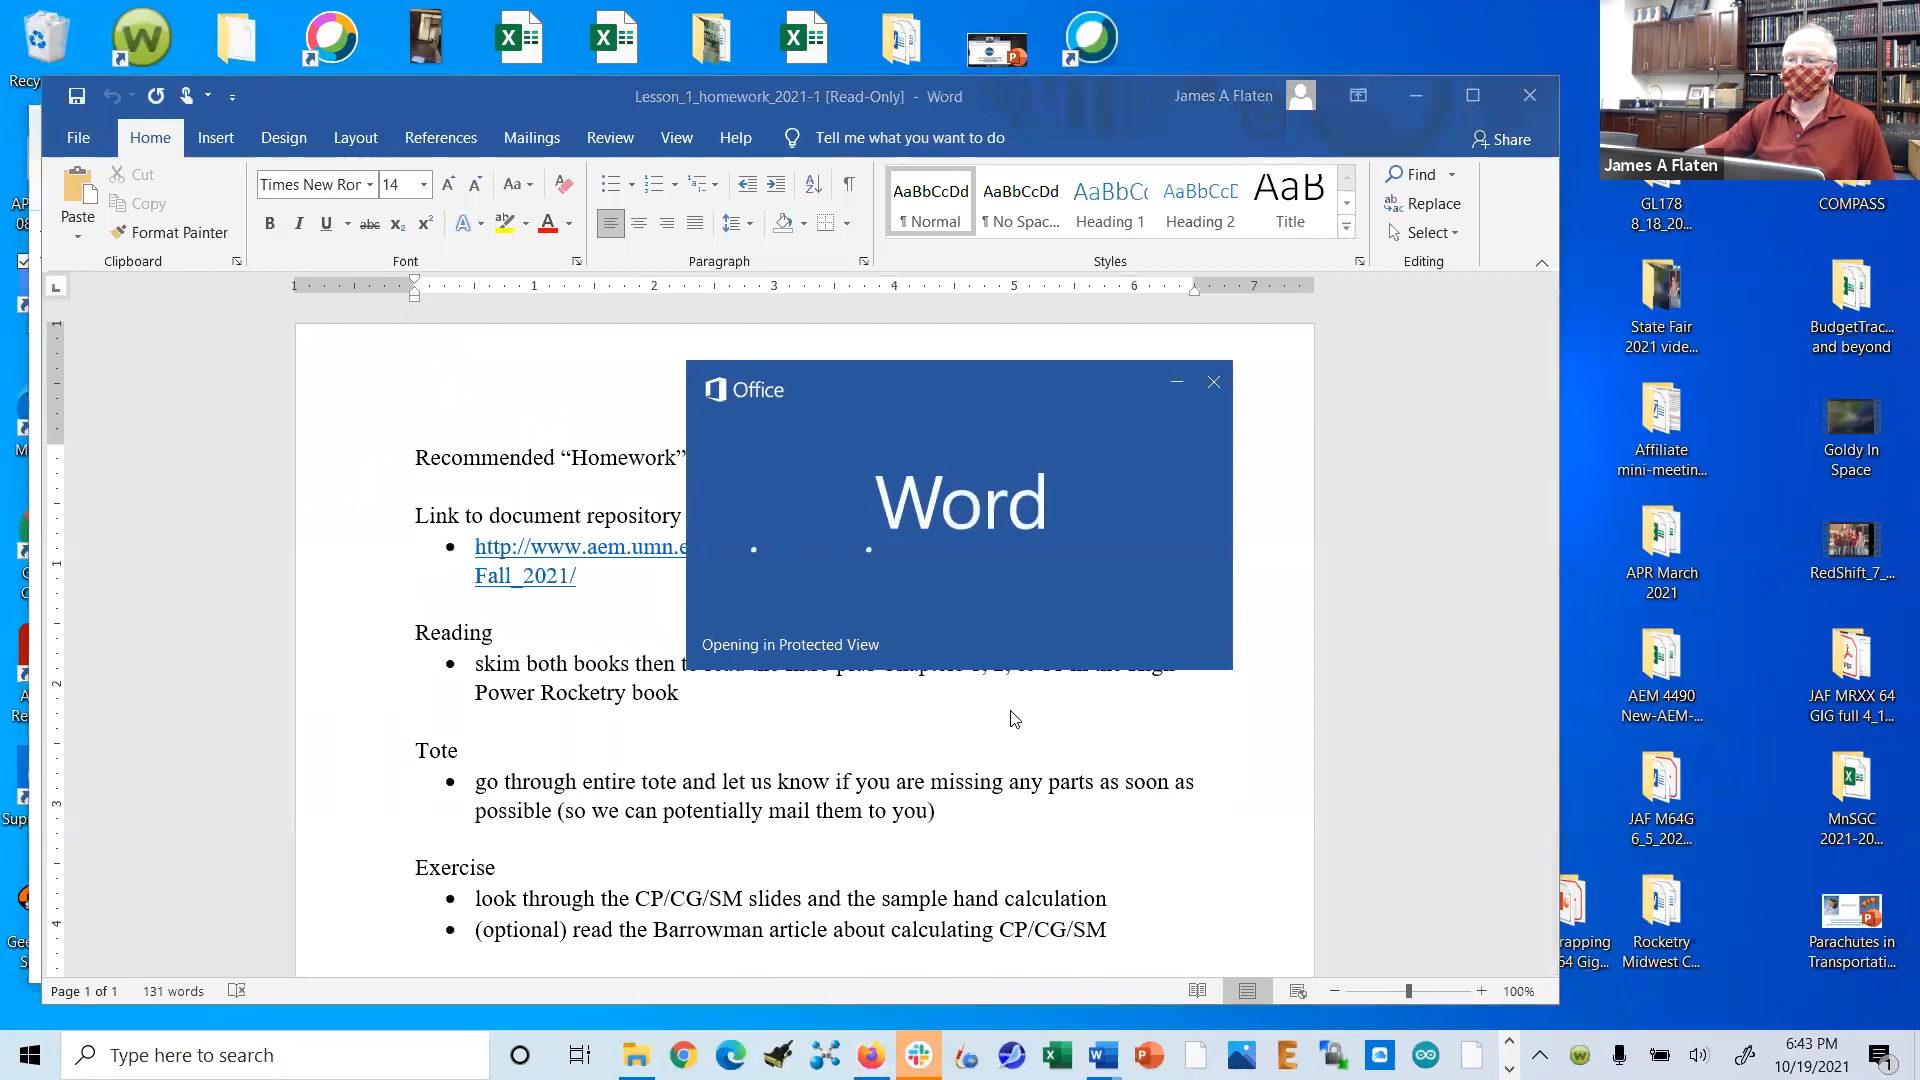 Recy
Lesson_1_homework_2021-1 [Read-Only] - Word
James A Flaten
File Home Insert Design Layout References Mailings Review View Help Tell me what you want to do
Share
Paste
Cut
Copy
Format Painter
Clipboard
Times New Ror 14
Font
Paragraph
AaBbCcDd AaBbCcDd AaBbC( AaBbCcD AaB
¶ Normal ¶ No Spac... Heading 1 Heading 2 Title
Styles
Find
Replace
Select
Editing
1 1 2 3 4 5 6 7
Office
Word
Opening in Protected View
Recommended “Homework”
Link to document repository
http://www.aem.umn.e
Fall_2021/
Reading
skim both books then
Power Rocketry book
Tote
go through entire tote and let us know if you are missing any parts as soon as
possible (so we can potentially mail them to you)
Exercise
look through the CP/CG/SM slides and the sample hand calculation
(optional) read the Barrowman article about calculating CP/CG/SM
Page 1 of 1 131 words
100%
James A Flaten
GL178
8_18_20...
COMPASS
State Fair
2021 vide...
BudgetTrac...
and beyond
Affiliate
mini-meetin...
Goldy In
Space
APR March
2021
RedShift_7_...
AEM 4490
New-AEM-...
JAF MRXX 64
GIG full 4_1...
JAF M64G
6_5_202...
MnSGC
2021-20...
rapping
64 Gig...
Rocketry
Midwest C...
Parachutes in
Transportati...
Type here to search
6:43 PM
10/19/2021
1